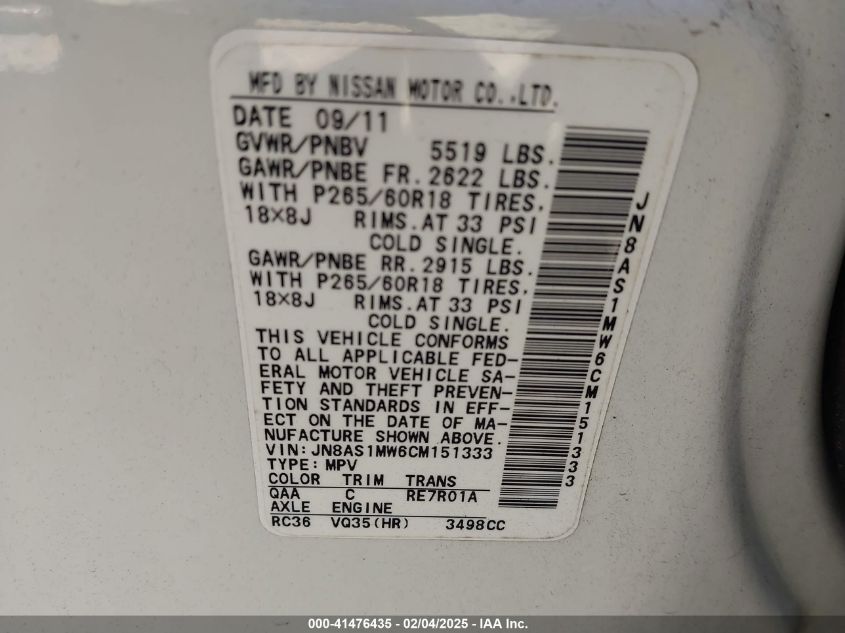 MFD BY NISSAN MOTOR CO.,LTD.
DATE 09/11
GVWR/PNBV 5519 LBS.
GAWR/PNBE FR. 2622 LBS.
WITH P265/60R18 TIRES.
18×8J RIMS. AT 33 PSI
COLD SINGLE.
GAWR/PNBE RR. 2915 LBS.
WITH P265/60R18 TIRES.
18×8J RIMS. AT 33 PSI
COLD SINGLE.
THIS VEHICLE CONFORMS
TO ALL APPLICABLE FED-
ERAL MOTOR VEHICLE SA-
FETY AND THEFT PREVEN-
TION STANDARDS IN EFF-
ECT ON THE DATE OF MA-
NUFACTURE SHOWN ABOVE.
VIN:JN8AS1MW6CM151333
TYPE:MPV
COLOR TRIM TRANS
QAA C RE7R01A
AXLE ENGINE
RC36 VQ35(HR) 3498CC
JN8AS1MW6CM151333
000-41476435 - 02/04/2025 - IAA Inc.